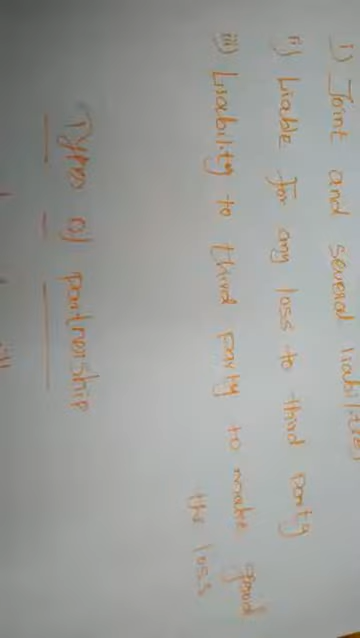 i) Joint and several liabilities
ii) Liable for any loss to third party
iii) Liability to third party to make good
the loss
Types of partnership